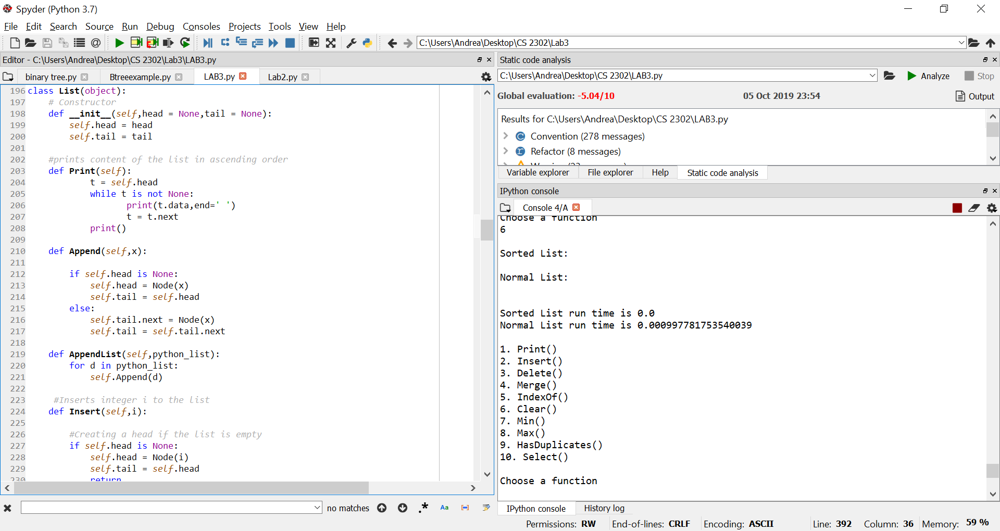 Spyder (Python 3.7)
File Edit Search Source Run Debug Consoles Projects Tools View Help
C:\Users\Andrea\Desktop\CS 2302\Lab3
Editor - C:\Users\Andrea\Desktop\CS 2302\Lab3\LAB3.py
binary tree.py Btreeexample.py LAB3.py Lab2.py
196 class List(object):
197     # Constructor
198     def __init__(self,head = None,tail = None):
199         self.head = head
200         self.tail = tail
201
202     #prints content of the list in ascending order
203     def Print(self):
204             t = self.head
205             while t is not None:
206                    print(t.data,end=' ')
207                    t = t.next
208             print()
209
210     def Append(self,x):
211
212         if self.head is None:
213             self.head = Node(x)
214             self.tail = self.head
215         else:
216             self.tail.next = Node(x)
217             self.tail = self.tail.next
218
219     def AppendList(self,python_list):
220         for d in python_list:
221             self.Append(d)
222
223      #Inserts integer i to the list
224     def Insert(self,i):
225
226         #Creating a head if the list is empty
227         if self.head is None:
228             self.head = Node(i)
229             self.tail = self.head
230             return
no matches
.* Aa
Static code analysis
C:\Users\Andrea\Desktop\CS 2302\LAB3.py Analyze Stop
Global evaluation: -5.04/10 05 Oct 2019 23:54 Output
Results for C:\Users\Andrea\Desktop\CS 2302\LAB3.py
Convention (278 messages)
Refactor (8 messages)
Variable explorer File explorer Help Static code analysis
IPython console
Console 4/A
Choose a function
6
Sorted List:
Normal List:
Sorted List run time is 0.0
Normal List run time is 0.000997781753540039
1. Print()
2. Insert()
3. Delete()
4. Merge()
5. IndexOf()
6. Clear()
7. Min()
8. Max()
9. HasDuplicates()
10. Select()
Choose a function
IPython console History log
Permissions: RW End-of-lines: CRLF Encoding: ASCII Line: 392 Column: 36 Memory: 59 %